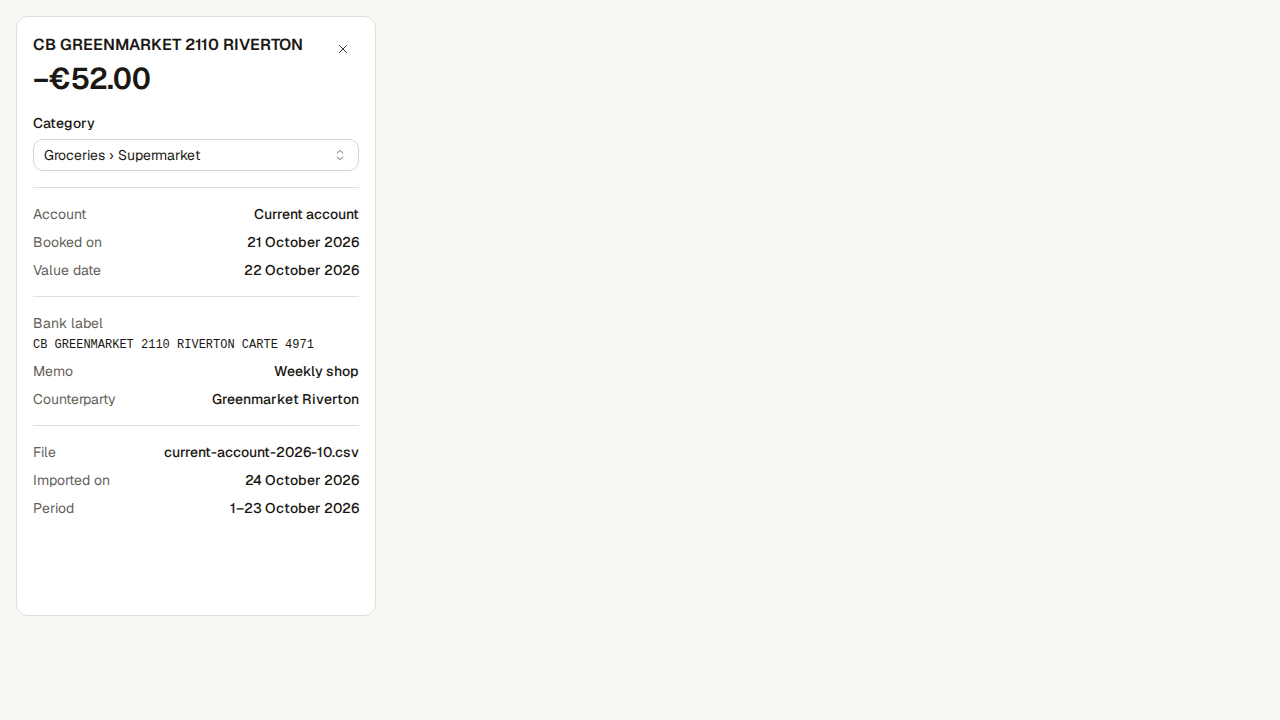 CB GREENMARKET 2110 RIVERTON
−€52.00
Category
Groceries › Supermarket
Account Current account
Booked on 21 October 2026
Value date 22 October 2026
Bank label
CB GREENMARKET 2110 RIVERTON CARTE 4971
Memo Weekly shop
Counterparty Greenmarket Riverton
File current-account-2026-10.csv
Imported on 24 October 2026
Period 1–23 October 2026